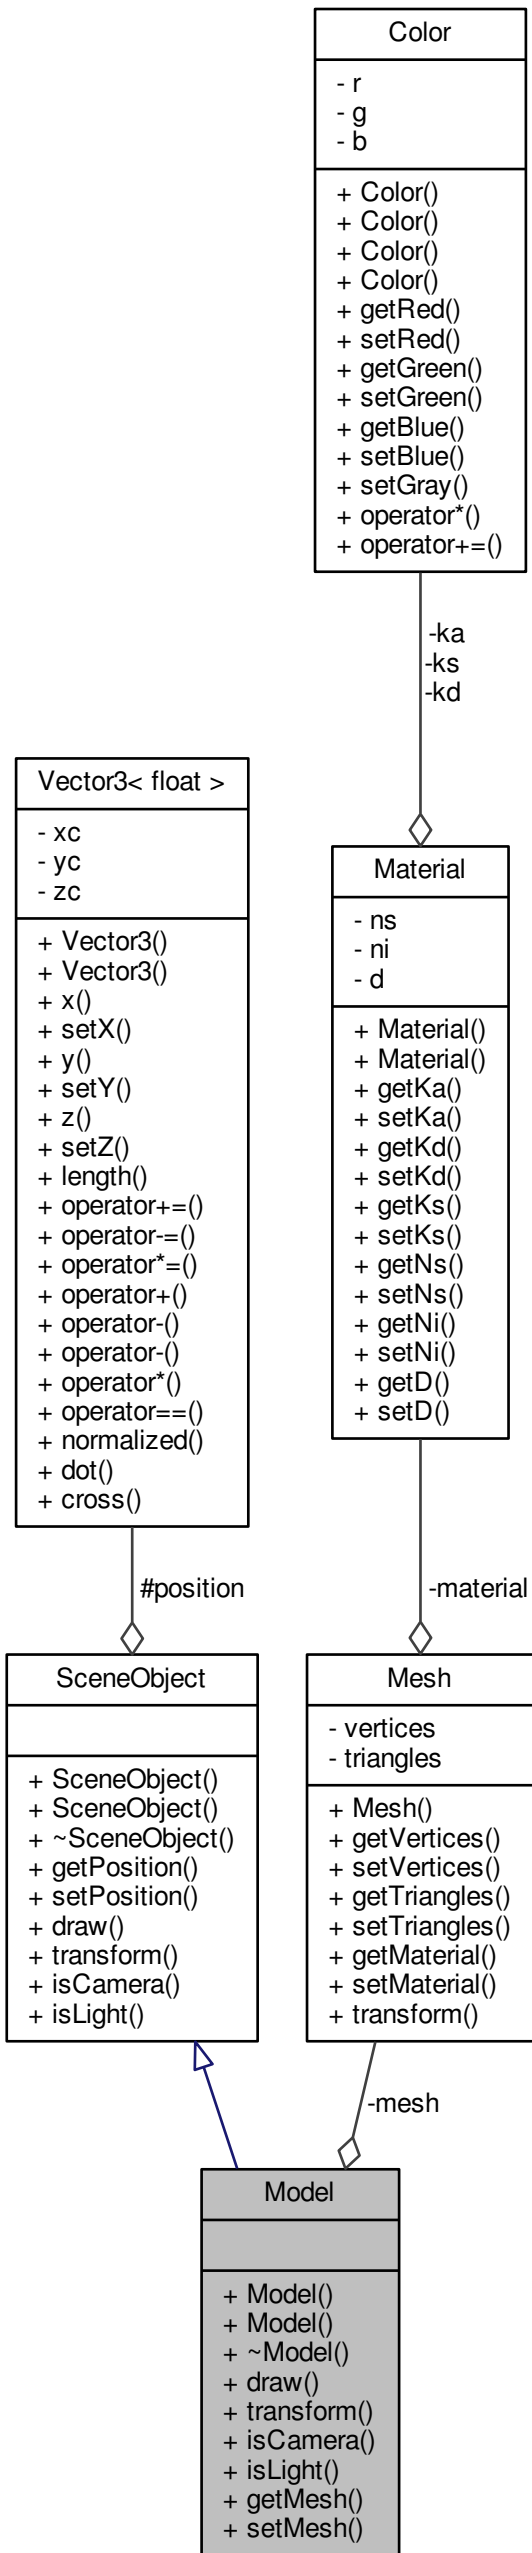 Color
- r
- g
- b
+ Color()
+ Color()
+ Color()
+ Color()
+ getRed()
+ setRed()
+ getGreen()
+ setGreen()
+ getBlue()
+ setBlue()
+ setGray()
+ operator*()
+ operator+=()
-ka
-ks
-kd
Vector3< float >
- xc
- yc
- zc
+ Vector3()
+ Vector3()
+ x()
+ setX()
+ y()
+ setY()
+ z()
+ setZ()
+ length()
+ operator+=()
+ operator-=()
+ operator*=()
+ operator+()
+ operator-()
+ operator-()
+ operator*()
+ operator==()
+ normalized()
+ dot()
+ cross()
Material
- ns
- ni
- d
+ Material()
+ Material()
+ getKa()
+ setKa()
+ getKd()
+ setKd()
+ getKs()
+ setKs()
+ getNs()
+ setNs()
+ getNi()
+ setNi()
+ getD()
+ setD()
#position
-material
SceneObject
+ SceneObject()
+ SceneObject()
+ ~SceneObject()
+ getPosition()
+ setPosition()
+ draw()
+ transform()
+ isCamera()
+ isLight()
Mesh
- vertices
- triangles
+ Mesh()
+ getVertices()
+ setVertices()
+ getTriangles()
+ setTriangles()
+ getMaterial()
+ setMaterial()
+ transform()
-mesh
Model
+ Model()
+ Model()
+ ~Model()
+ draw()
+ transform()
+ isCamera()
+ isLight()
+ getMesh()
+ setMesh()